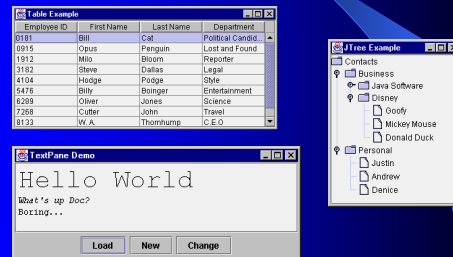 Table Example
Employee ID First Name Last Name Department
0181 Bill Cat Political Candid...
0915 Opus Penguin Lost and Found
1912 Milo Bloom Reporter
3182 Steve Dallas Legal
4104 Hodge Podge Style
5476 Billy Boinger Entertainment
6289 Oliver Jones Science
7268 Cutter John Travel
8133 W. A. Thornhump C.E.O
JTree Example
Contacts
Business
Java Software
Disney
Goofy
Mickey Mouse
Donald Duck
Personal
Justin
Andrew
Denice
TextPane Demo
Hello World
What's up Doc?
Boring...
Load New Change